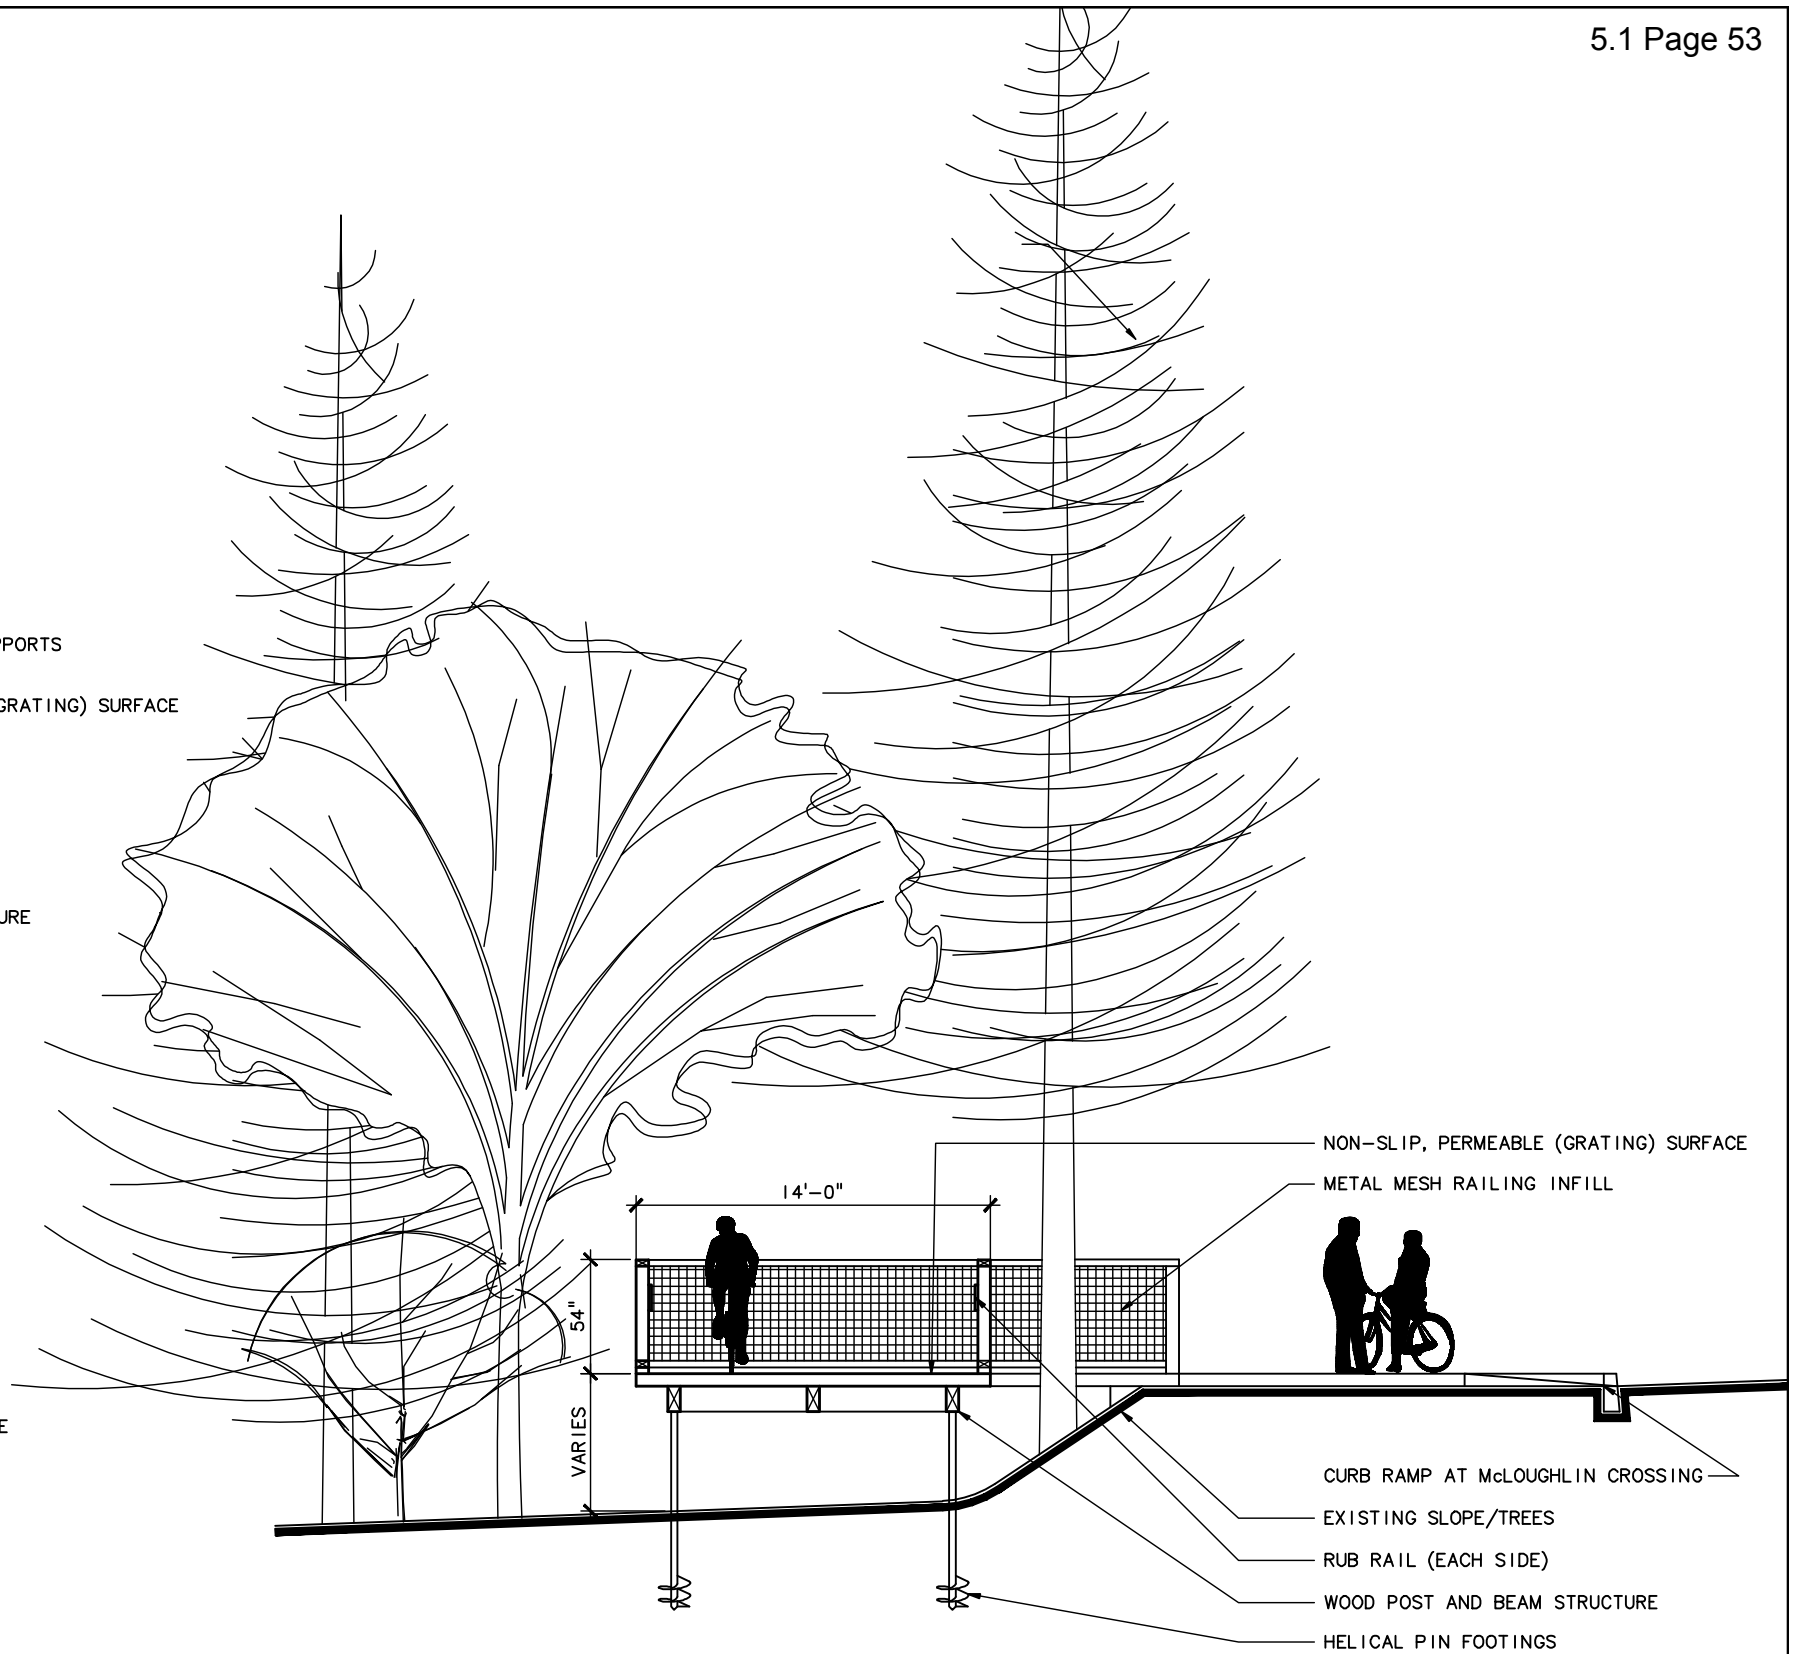 5.1 Page 53
(GRATING) SURFACE
NON-SLIP, PERMEABLE (GRATING) SURFACE
METAL MESH RAILING INFILL
14'-0"
54"
VARIES
CURB RAMP AT McLOUGHLIN CROSSING
EXISTING SLOPE/TREES
RUB RAIL (EACH SIDE)
WOOD POST AND BEAM STRUCTURE
HELICAL PIN FOOTINGS